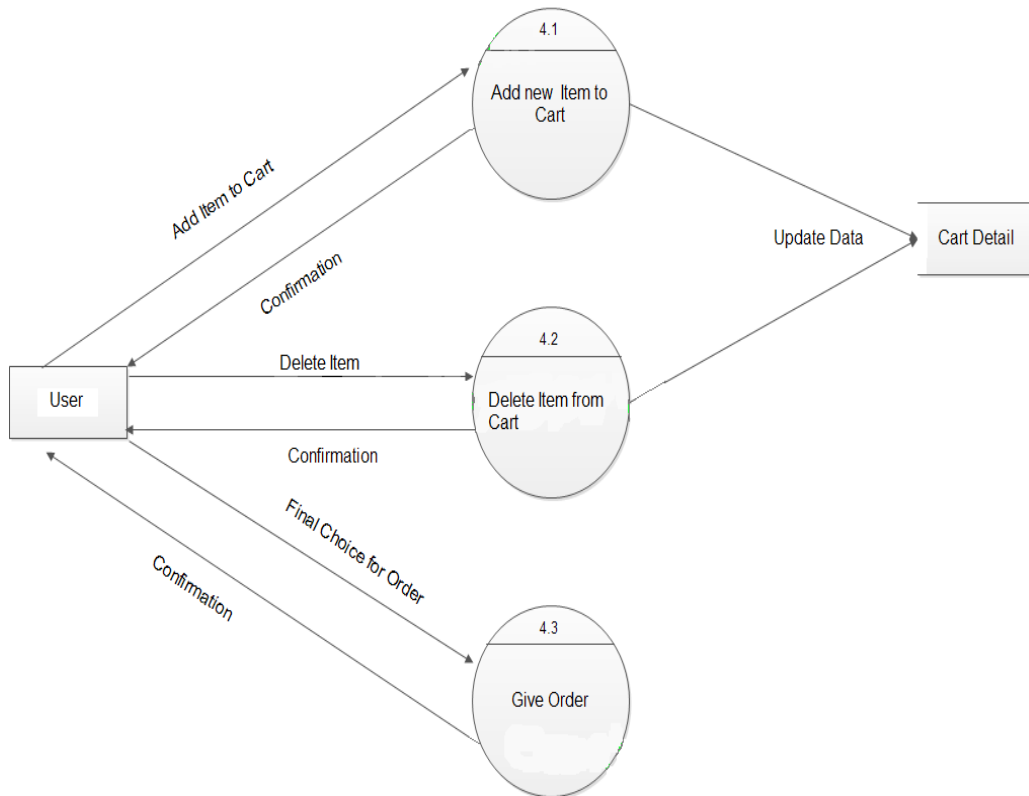 4.1
Add new Item to
Cart
Add Item to Cart
Confirmation
Update Data
Cart Detail
User
Delete Item
4.2
Delete Item from
Cart
Confirmation
Final Choice for Order
Confirmation
4.3
Give Order